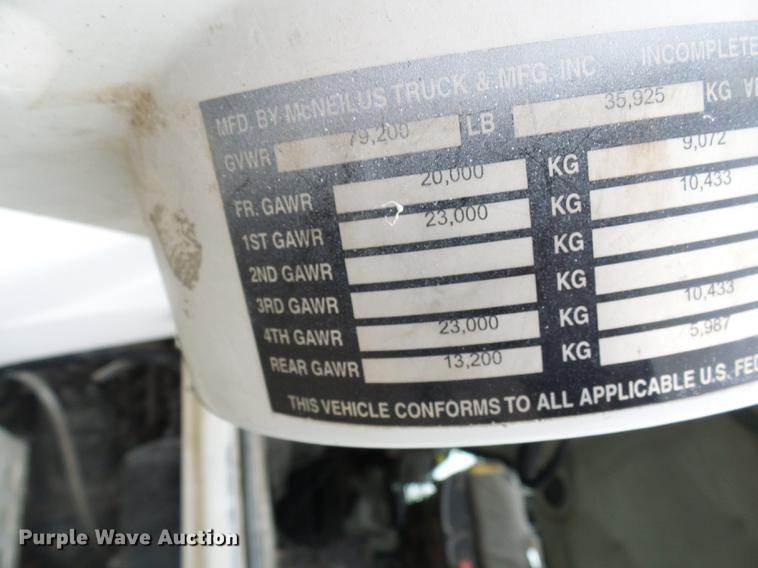 MFD. BY McNEILUS TRUCK & MFG. INC INCOMPLETE
GVWR 79,200 LB 35,925 KG VE
FR. GAWR 20,000 KG 9,072
1ST GAWR 23,000 KG 10,433
2ND GAWR KG
3RD GAWR KG
4TH GAWR 23,000 KG 10,433
REAR GAWR 13,200 KG 5,987
THIS VEHICLE CONFORMS TO ALL APPLICABLE U.S. FED
Purple Wave Auction